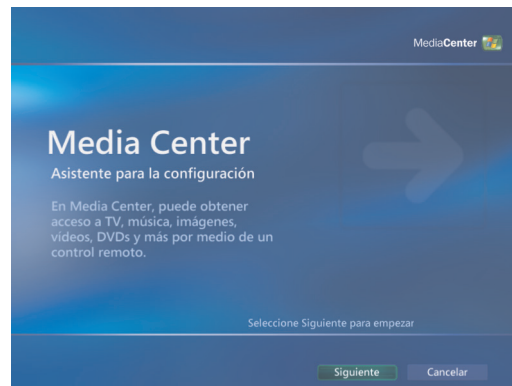 MediaCenter
Media Center
Asistente para la configuración
En Media Center, puede obtener
acceso a TV, música, imágenes,
vídeos, DVDs y más por medio de un
control remoto.
Seleccione Siguiente para empezar
Siguiente Cancelar